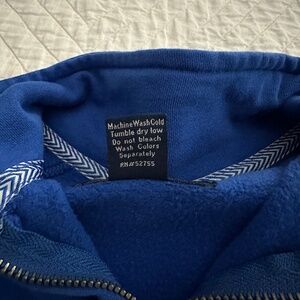 MachineWashCold
Tumble dry low
Do not bleach
Wash Colors
Separately
RN#52755